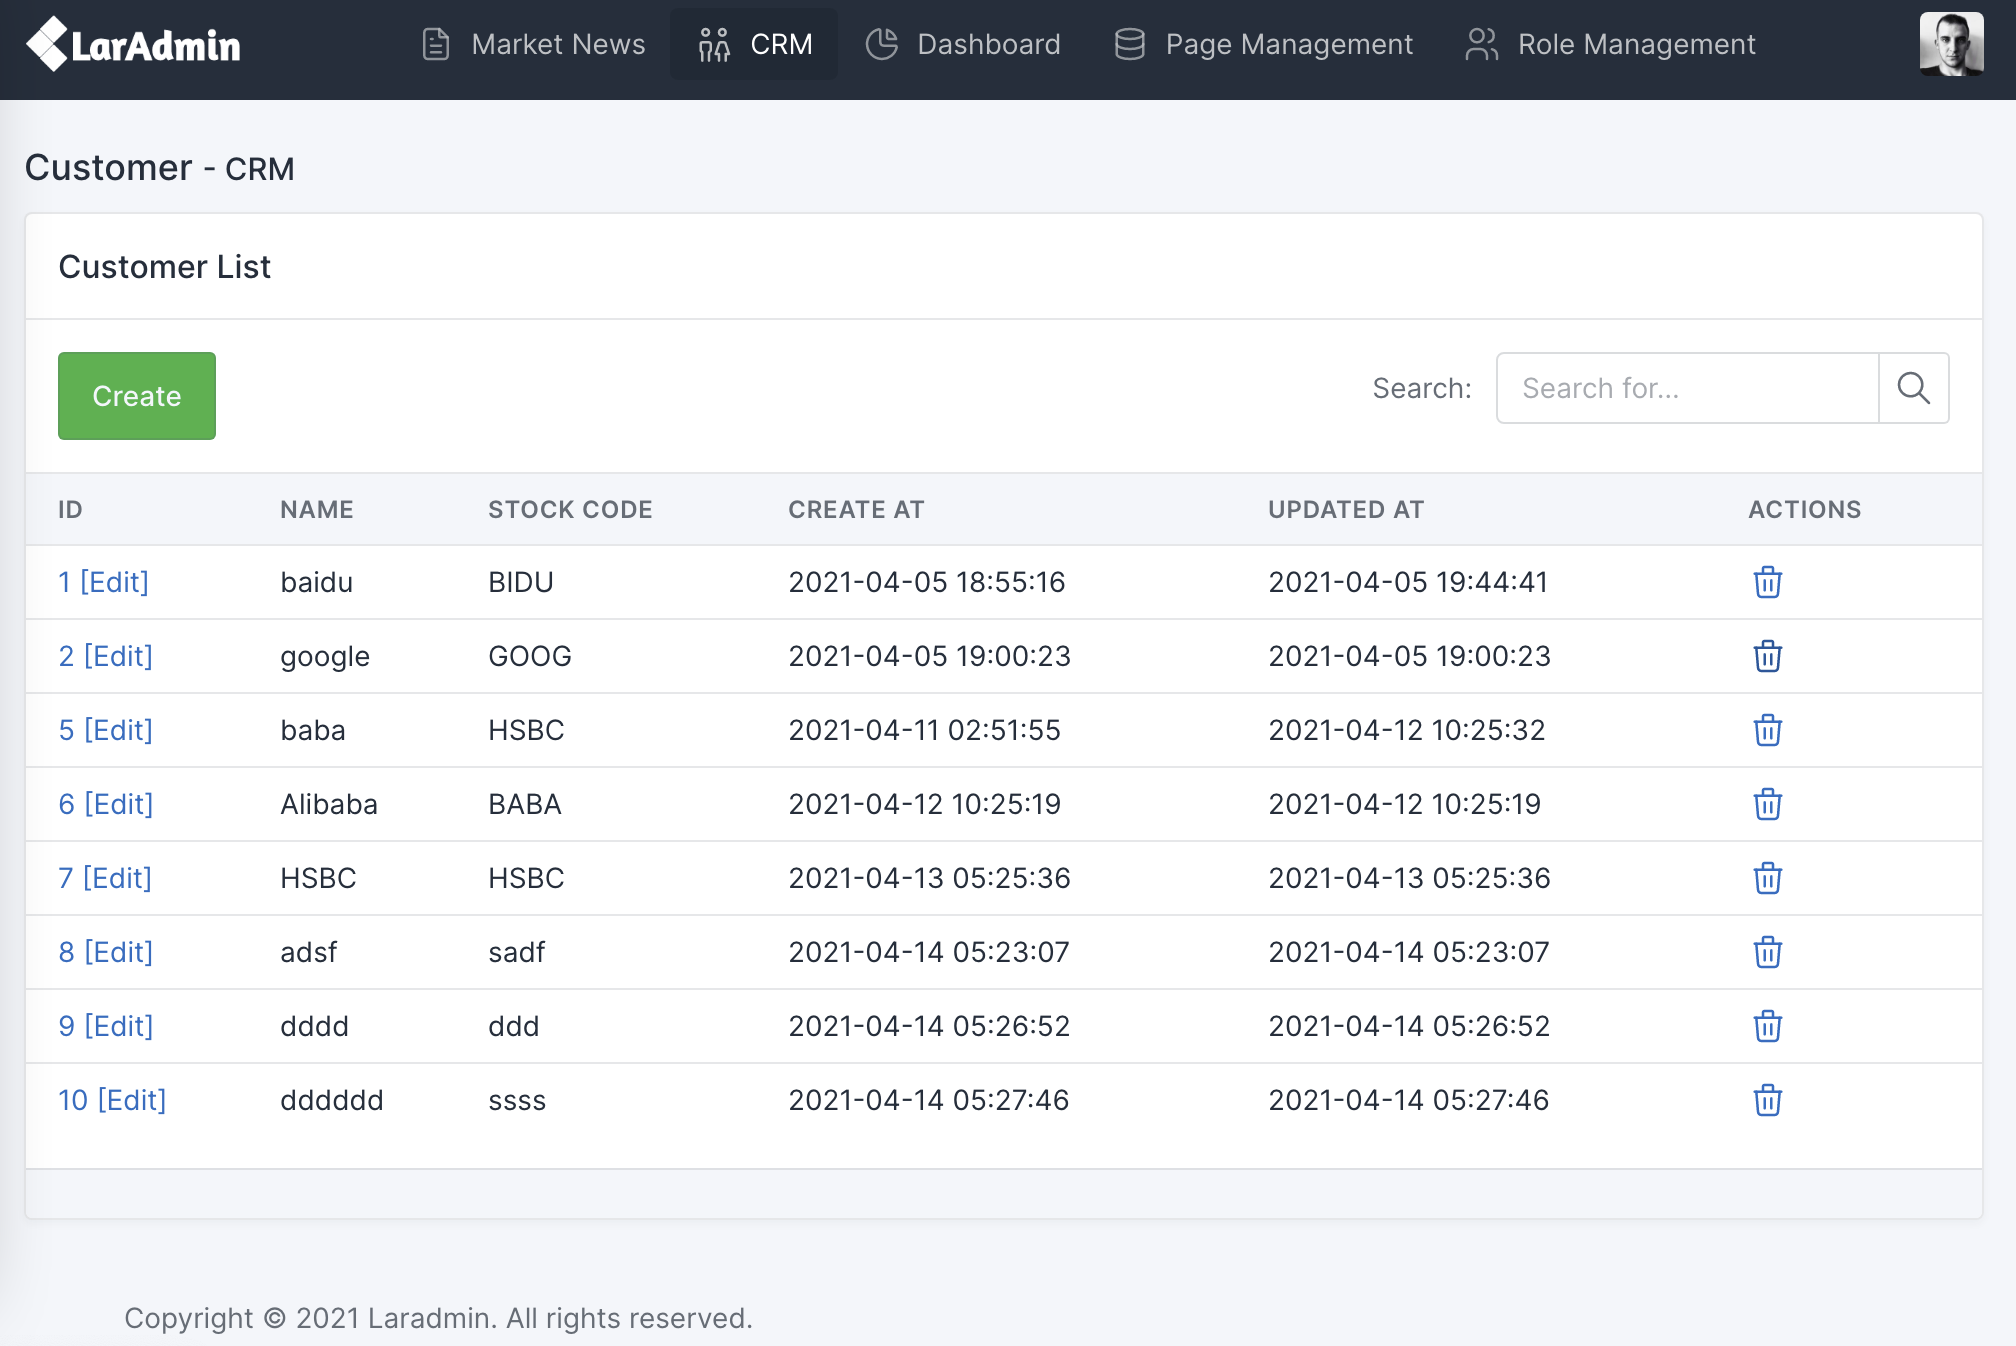 LarAdmin Market News CRM Dashboard Page Management Role Management
Customer - CRM
Customer List
Create Search: Search for...
ID NAME STOCK CODE CREATE AT UPDATED AT ACTIONS
1 [Edit] baidu BIDU 2021-04-05 18:55:16 2021-04-05 19:44:41
2 [Edit] google GOOG 2021-04-05 19:00:23 2021-04-05 19:00:23
5 [Edit] baba HSBC 2021-04-11 02:51:55 2021-04-12 10:25:32
6 [Edit] Alibaba BABA 2021-04-12 10:25:19 2021-04-12 10:25:19
7 [Edit] HSBC HSBC 2021-04-13 05:25:36 2021-04-13 05:25:36
8 [Edit] adsf sadf 2021-04-14 05:23:07 2021-04-14 05:23:07
9 [Edit] dddd ddd 2021-04-14 05:26:52 2021-04-14 05:26:52
10 [Edit] dddddd ssss 2021-04-14 05:27:46 2021-04-14 05:27:46
Copyright © 2021 Laradmin. All rights reserved.